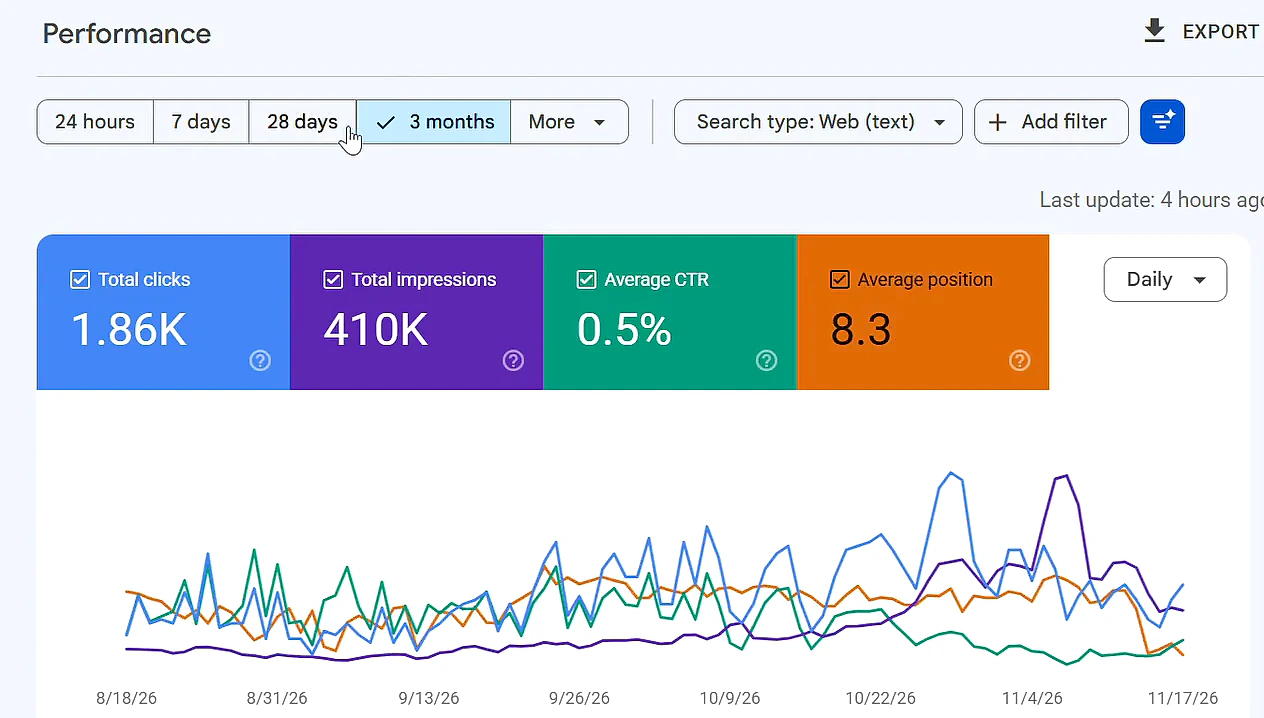 Performance
EXPORT
24 hours 7 days 28 days 3 months More Search type: Web (text) Add filter
Last update: 4 hours ago
Total clicks Total impressions Average CTR Average position Daily
1.86K 410K 0.5% 8.3
8/18/26 8/31/26 9/13/26 9/26/26 10/9/26 10/22/26 11/4/26 11/17/26